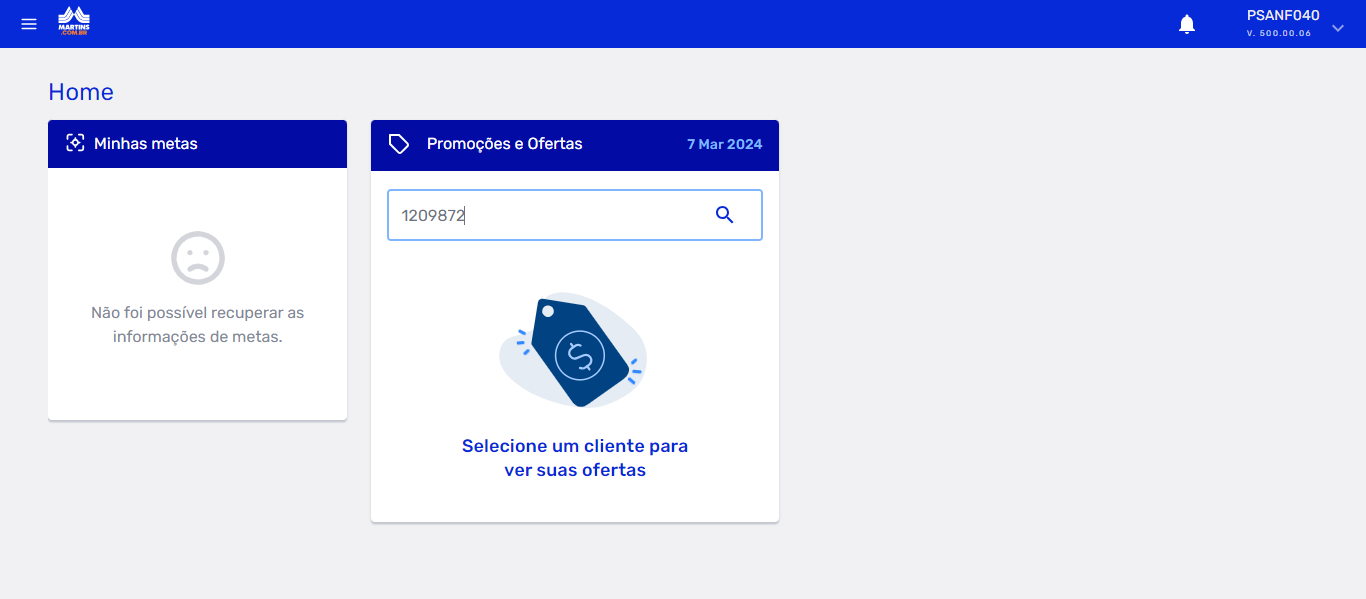 MARTINS
.COM.BR
PSANF040
V. 500.00.06
Home
Minhas metas
Não foi possível recuperar as
informações de metas.
Promoções e Ofertas
7 Mar 2024
1209872
$
Selecione um cliente para
ver suas ofertas